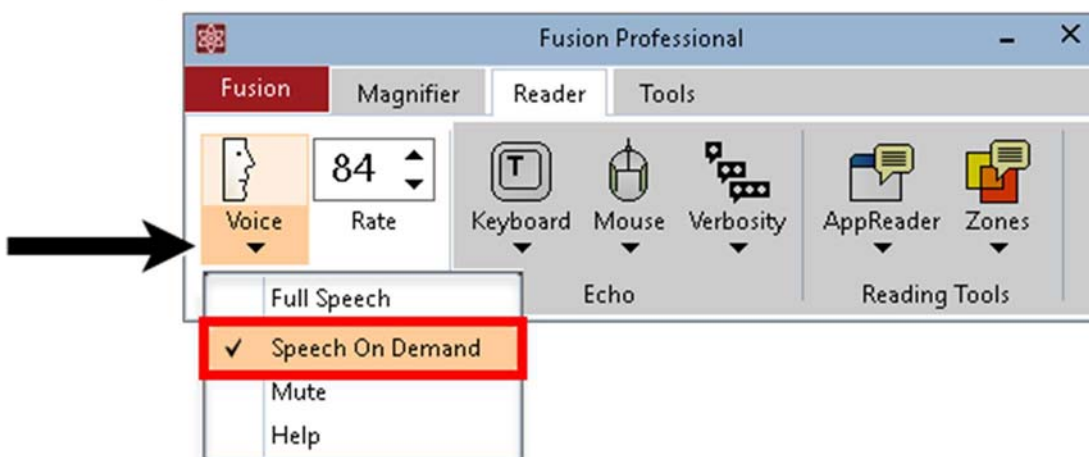 Fusion Professional
Fusion Magnifier Reader Tools
84
T
Voice Rate Keyboard Mouse Verbosity AppReader Zones
Echo Reading Tools
Full Speech
✓ Speech On Demand
Mute
Help